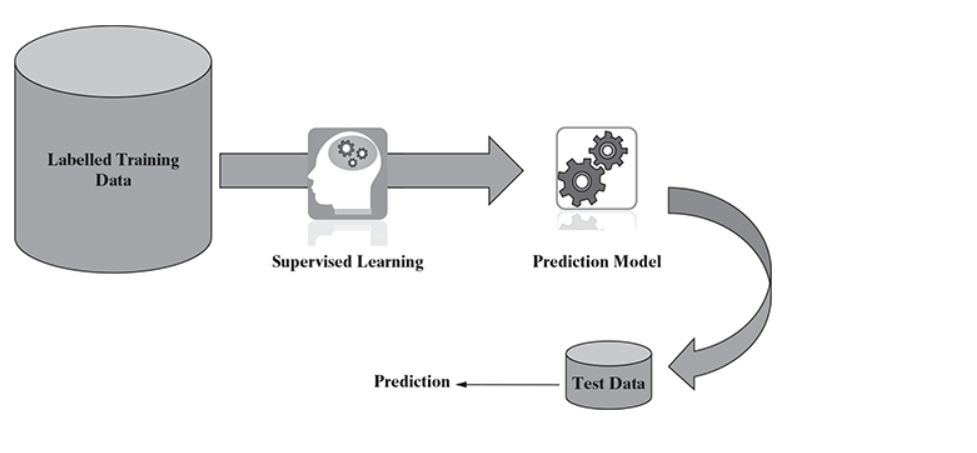 Labelled Training
Data
Supervised Learning
Prediction Model
Test Data
Prediction